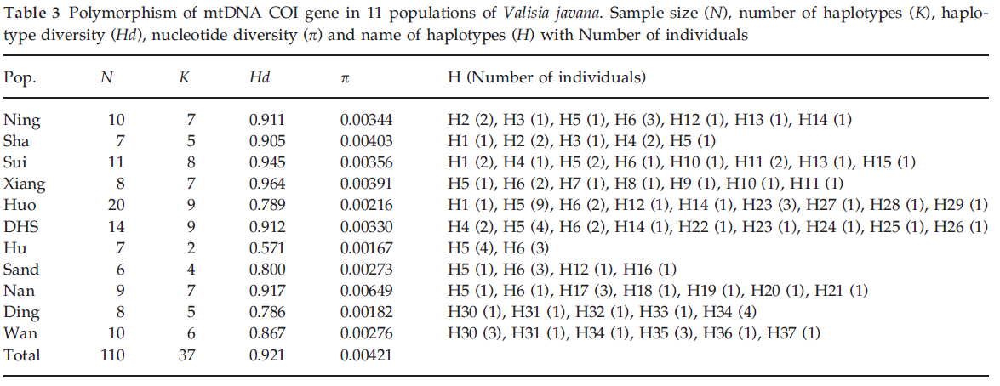 Table 3 Polymorphism of mtDNA COI gene in 11 populations of Valisia javana. Sample size (N), number of haplotypes (K), haplo-
type diversity (Hd), nucleotide diversity (π) and name of haplotypes (H) with Number of individuals
Pop. N K Hd π H (Number of individuals)
Ning 10 7 0.911 0.00344 H2 (2), H3 (1), H5 (1), H6 (3), H12 (1), H13 (1), H14 (1)
Sha 7 5 0.905 0.00403 H1 (1), H2 (2), H3 (1), H4 (2), H5 (1)
Sui 11 8 0.945 0.00356 H1 (2), H4 (1), H5 (2), H6 (1), H10 (1), H11 (2), H13 (1), H15 (1)
Xiang 8 7 0.964 0.00391 H5 (1), H6 (2), H7 (1), H8 (1), H9 (1), H10 (1), H11 (1)
Huo 20 9 0.789 0.00216 H1 (1), H5 (9), H6 (2), H12 (1), H14 (1), H23 (3), H27 (1), H28 (1), H29 (1)
DHS 14 9 0.912 0.00330 H4 (2), H5 (4), H6 (2), H14 (1), H22 (1), H23 (1), H24 (1), H25 (1), H26 (1)
Hu 7 2 0.571 0.00167 H5 (4), H6 (3)
Sand 6 4 0.800 0.00273 H5 (1), H6 (3), H12 (1), H16 (1)
Nan 9 7 0.917 0.00649 H5 (1), H6 (1), H17 (3), H18 (1), H19 (1), H20 (1), H21 (1)
Ding 8 5 0.786 0.00182 H30 (1), H31 (1), H32 (1), H33 (1), H34 (4)
Wan 10 6 0.867 0.00276 H30 (3), H31 (1), H34 (1), H35 (3), H36 (1), H37 (1)
Total 110 37 0.921 0.00421